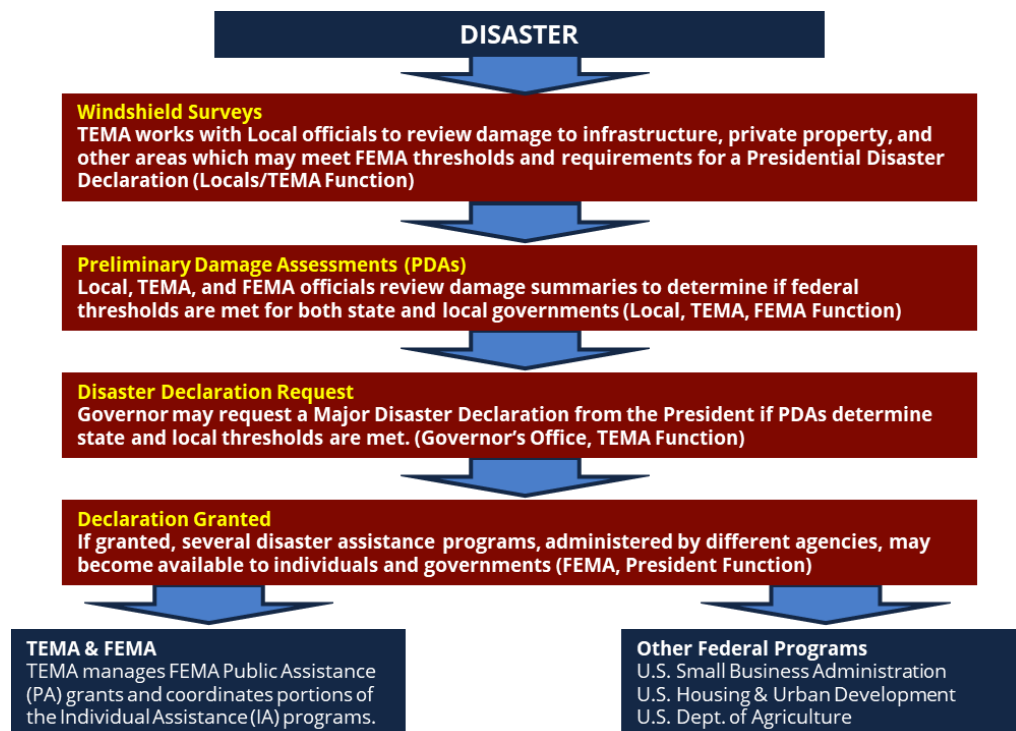 DISASTER
Windshield Surveys
TEMA works with Local officials to review damage to infrastructure, private property, and
other areas which may meet FEMA thresholds and requirements for a Presidential Disaster
Declaration (Locals/TEMA Function)
Preliminary Damage Assessments (PDAs)
Local, TEMA, and FEMA officials review damage summaries to determine if federal
thresholds are met for both state and local governments (Local, TEMA, FEMA Function)
Disaster Declaration Request
Governor may request a Major Disaster Declaration from the President if PDAs determine
state and local thresholds are met. (Governor’s Office, TEMA Function)
Declaration Granted
If granted, several disaster assistance programs, administered by different agencies, may
become available to individuals and governments (FEMA, President Function)
TEMA & FEMA
TEMA manages FEMA Public Assistance
(PA) grants and coordinates portions of
the Individual Assistance (IA) programs.
Other Federal Programs
U.S. Small Business Administration
U.S. Housing & Urban Development
U.S. Dept. of Agriculture